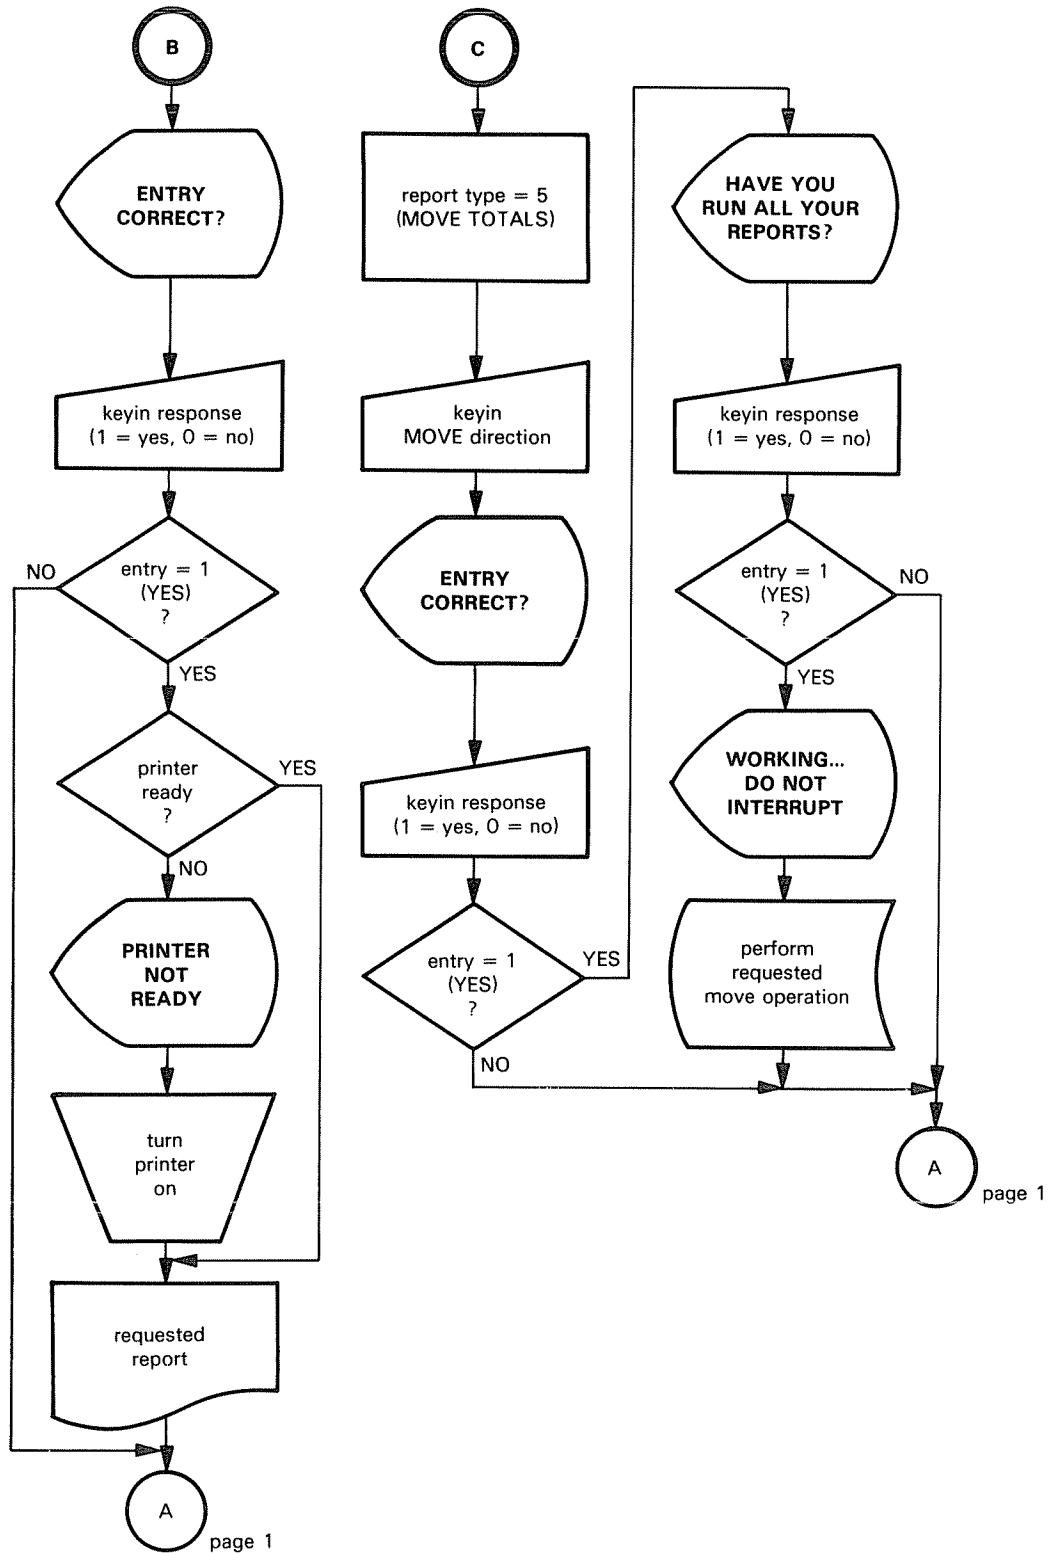 B
ENTRY
CORRECT?
keyin response
(1 = yes, 0 = no)
entry = 1
(YES)
?
NO
YES
printer
ready
?
YES
NO
PRINTER
NOT
READY
turn
printer
on
requested
report
A
page 1
C
report type = 5
(MOVE TOTALS)
keyin
MOVE direction
ENTRY
CORRECT?
keyin response
(1 = yes, 0 = no)
entry = 1
(YES)
?
YES
NO
HAVE YOU
RUN ALL YOUR
REPORTS?
keyin response
(1 = yes, 0 = no)
entry = 1
(YES)
?
NO
YES
WORKING...
DO NOT
INTERRUPT
perform
requested
move operation
A
page 1